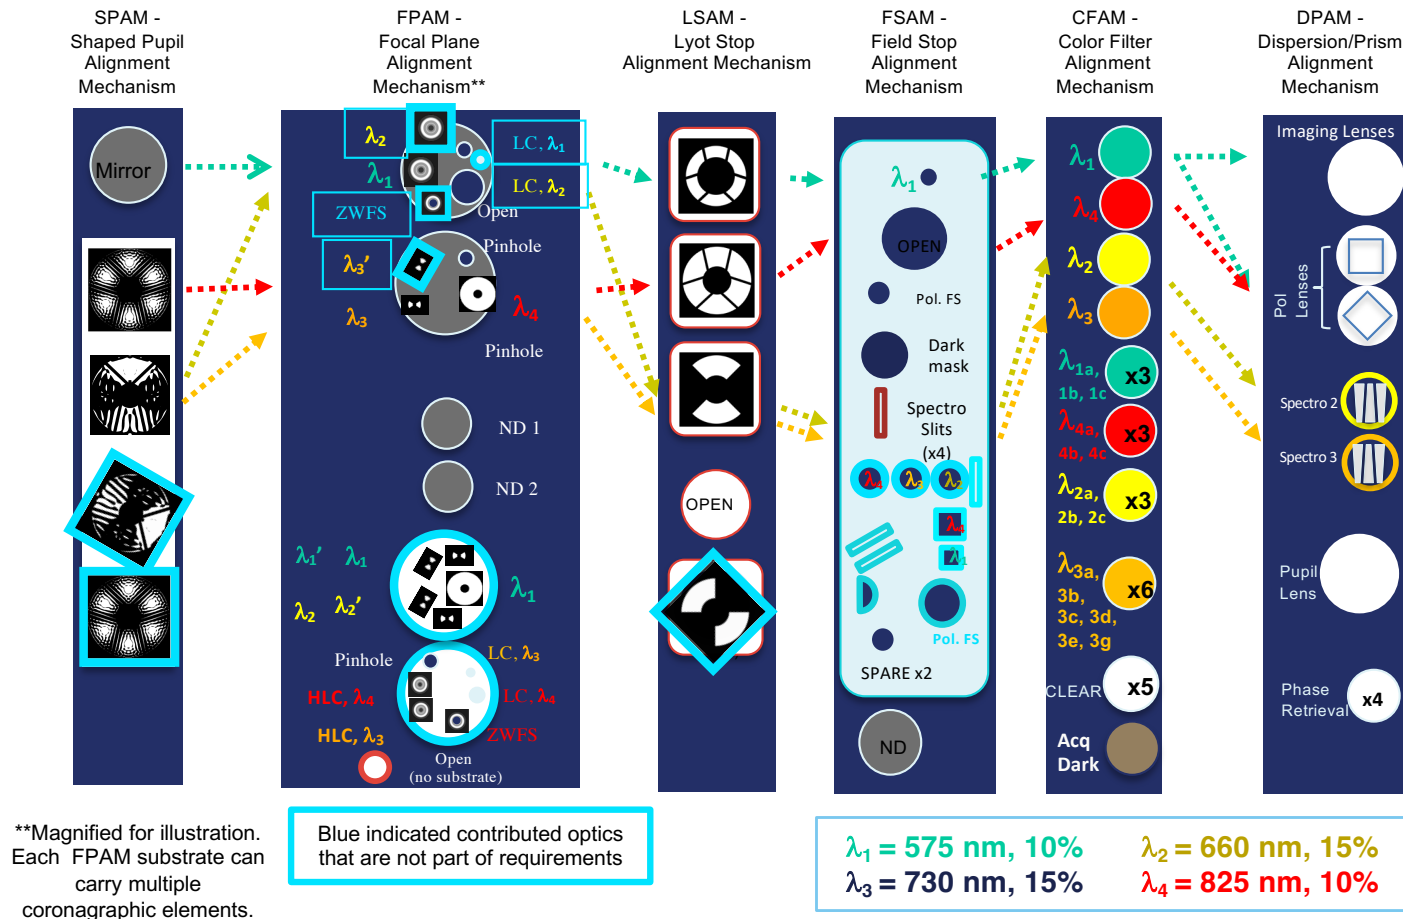 SPAM -
Shaped Pupil
Alignment
Mechanism
FPAM -
Focal Plane
Alignment
Mechanism**
LSAM -
Lyot Stop
Alignment Mechanism
FSAM -
Field Stop
Alignment
Mechanism
CFAM -
Color Filter
Alignment
Mechanism
DPAM -
Dispersion/Prism
Alignment
Mechanism
Mirror
λ2
λ1
LC, λ1
LC, λ2
ZWFS
Open
Pinhole
λ3’
λ3
λ4
Pinhole
ND 1
ND 2
λ1’ λ1
λ2 λ2’
λ1
Pinhole
LC, λ3
HLC, λ4
LC, λ4
HLC, λ3
ZWFS
Open
(no substrate)
OPEN
λ1
OPEN
Pol. FS
Dark
mask
Spectro
Slits
(x4)
λ4
λ3
λ2
λ4
λ1
Pol. FS
SPARE x2
ND
λ1
λ4
λ2
λ3
λ1a,
1b, 1c
x3
λ4a,
4b, 4c
x3
λ2a,
2b, 2c
x3
λ3a,
3b,
3c, 3d,
3e, 3g
x6
CLEAR
x5
Acq
Dark
Imaging Lenses
Pol
Lenses
Spectro 2
Spectro 3
Pupil
Lens
Phase
Retrieval
x4
**Magnified for illustration.
Each FPAM substrate can
carry multiple
coronagraphic elements.
Blue indicated contributed optics
that are not part of requirements
λ1 = 575 nm, 10%
λ2 = 660 nm, 15%
λ3 = 730 nm, 15%
λ4 = 825 nm, 10%